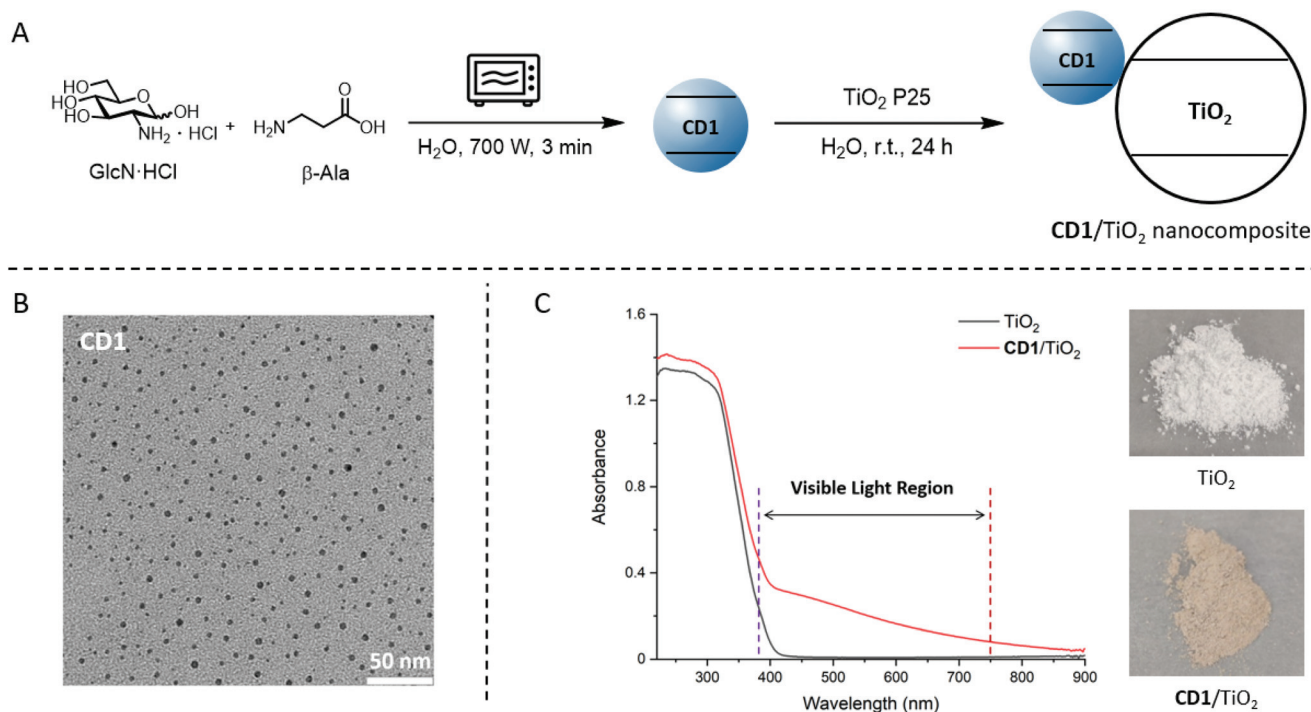 A
HO
HO
HO
O
OH
NH₂ · HCl
GlcN·HCl
+
H₂N
O
OH
β-Ala
H₂O, 700 W, 3 min
CD1
TiO₂ P25
H₂O, r.t., 24 h
CD1
TiO₂
CD1/TiO₂ nanocomposite
B
CD1
50 nm
C
Absorbance
1.6
1.2
0.8
0.4
0
300 400 500 600 700 800 900
Wavelength (nm)
TiO₂
CD1/TiO₂
Visible Light Region
TiO₂
CD1/TiO₂